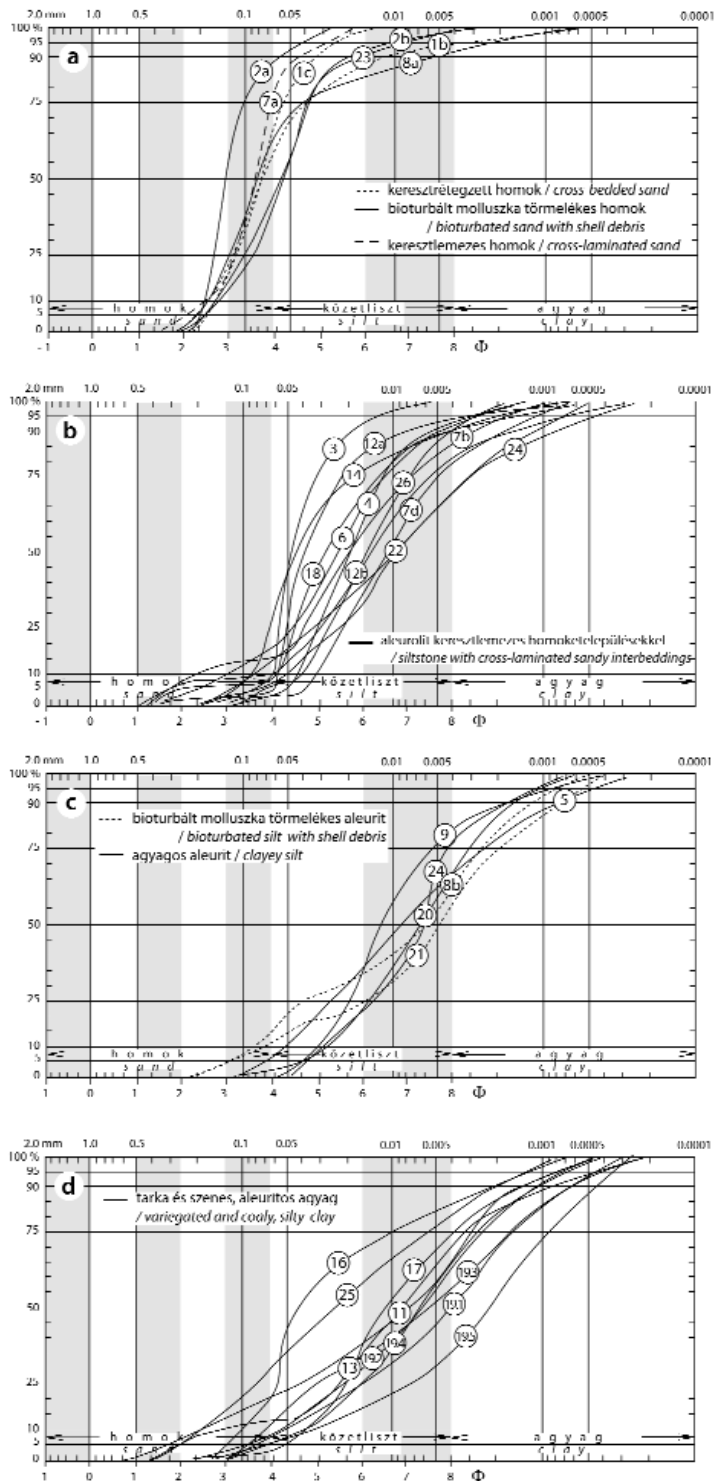 2.0 mm 1.0 0.5 0.1 0.05 0.01 0.005 0.001 0.0005 0.0001
100 %
95
90
75
50
25
10
5
0
a
2a
1c
7a
23
2b
1b
8a
keresztrétegzett homok / cross-bedded sand
bioturbált molluszka törmelékes homok
/ bioturbated sand with shell debris
keresztlemezes homok / cross-laminated sand
homok kőzetliszt agyag
sand silt clay
-1 0 1 2 3 4 5 6 7 8 Φ
2.0 mm 1.0 0.5 0.1 0.05 0.01 0.005 0.001 0.0005 0.0001
100 %
95
90
75
50
25
10
5
0
b
3
12a
7b
24
14
26
4
7d
6
22
18
12b
aleurolit keresztlemezes homoketelepülésekkel
/ siltstone with cross-laminated sandy interbeddings
homok kőzetliszt agyag
sand silt clay
-1 0 1 2 3 4 5 6 7 8 Φ
2.0 mm 1.0 0.5 0.1 0.05 0.01 0.005 0.001 0.0005 0.0001
100 %
95
90
75
50
25
10
5
0
c
5
9
24
8b
20
21
bioturbált molluszka törmelékes aleurit
/ bioturbated silt with shell debris
agyagos aleurit / clayey silt
homok kőzetliszt agyag
sand silt clay
1 0 1 2 3 4 5 6 7 8 Φ
2.0 mm 1.0 0.5 0.1 0.05 0.01 0.005 0.001 0.0005 0.0001
100 %
95
90
75
50
25
10
5
0
d
tarka és szenes, aleuritos agyag
/ variegated and coaly, silty clay
16
25
17
19.3
11
19.1
19.4
19.5
13
19.2
homok kőzetliszt agyag
sand silt clay
1 0 1 2 3 4 5 6 7 8 Φ